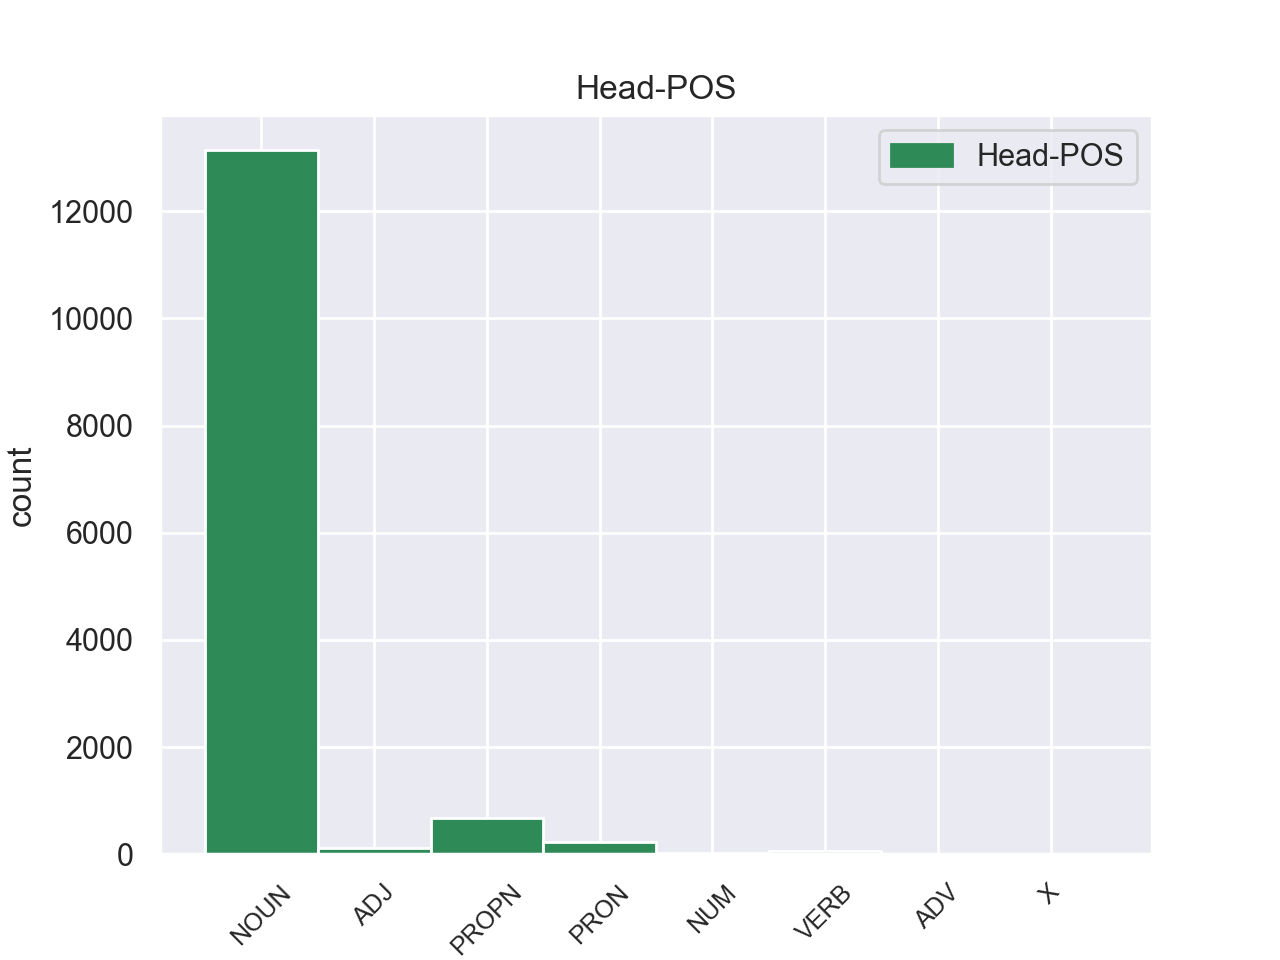 Head-POS
Head-POS
12000
10000
8000
6000
4000
2000
0
count
NOUN
ADJ
PROPN
PRON
NUM
VERB
ADV
X